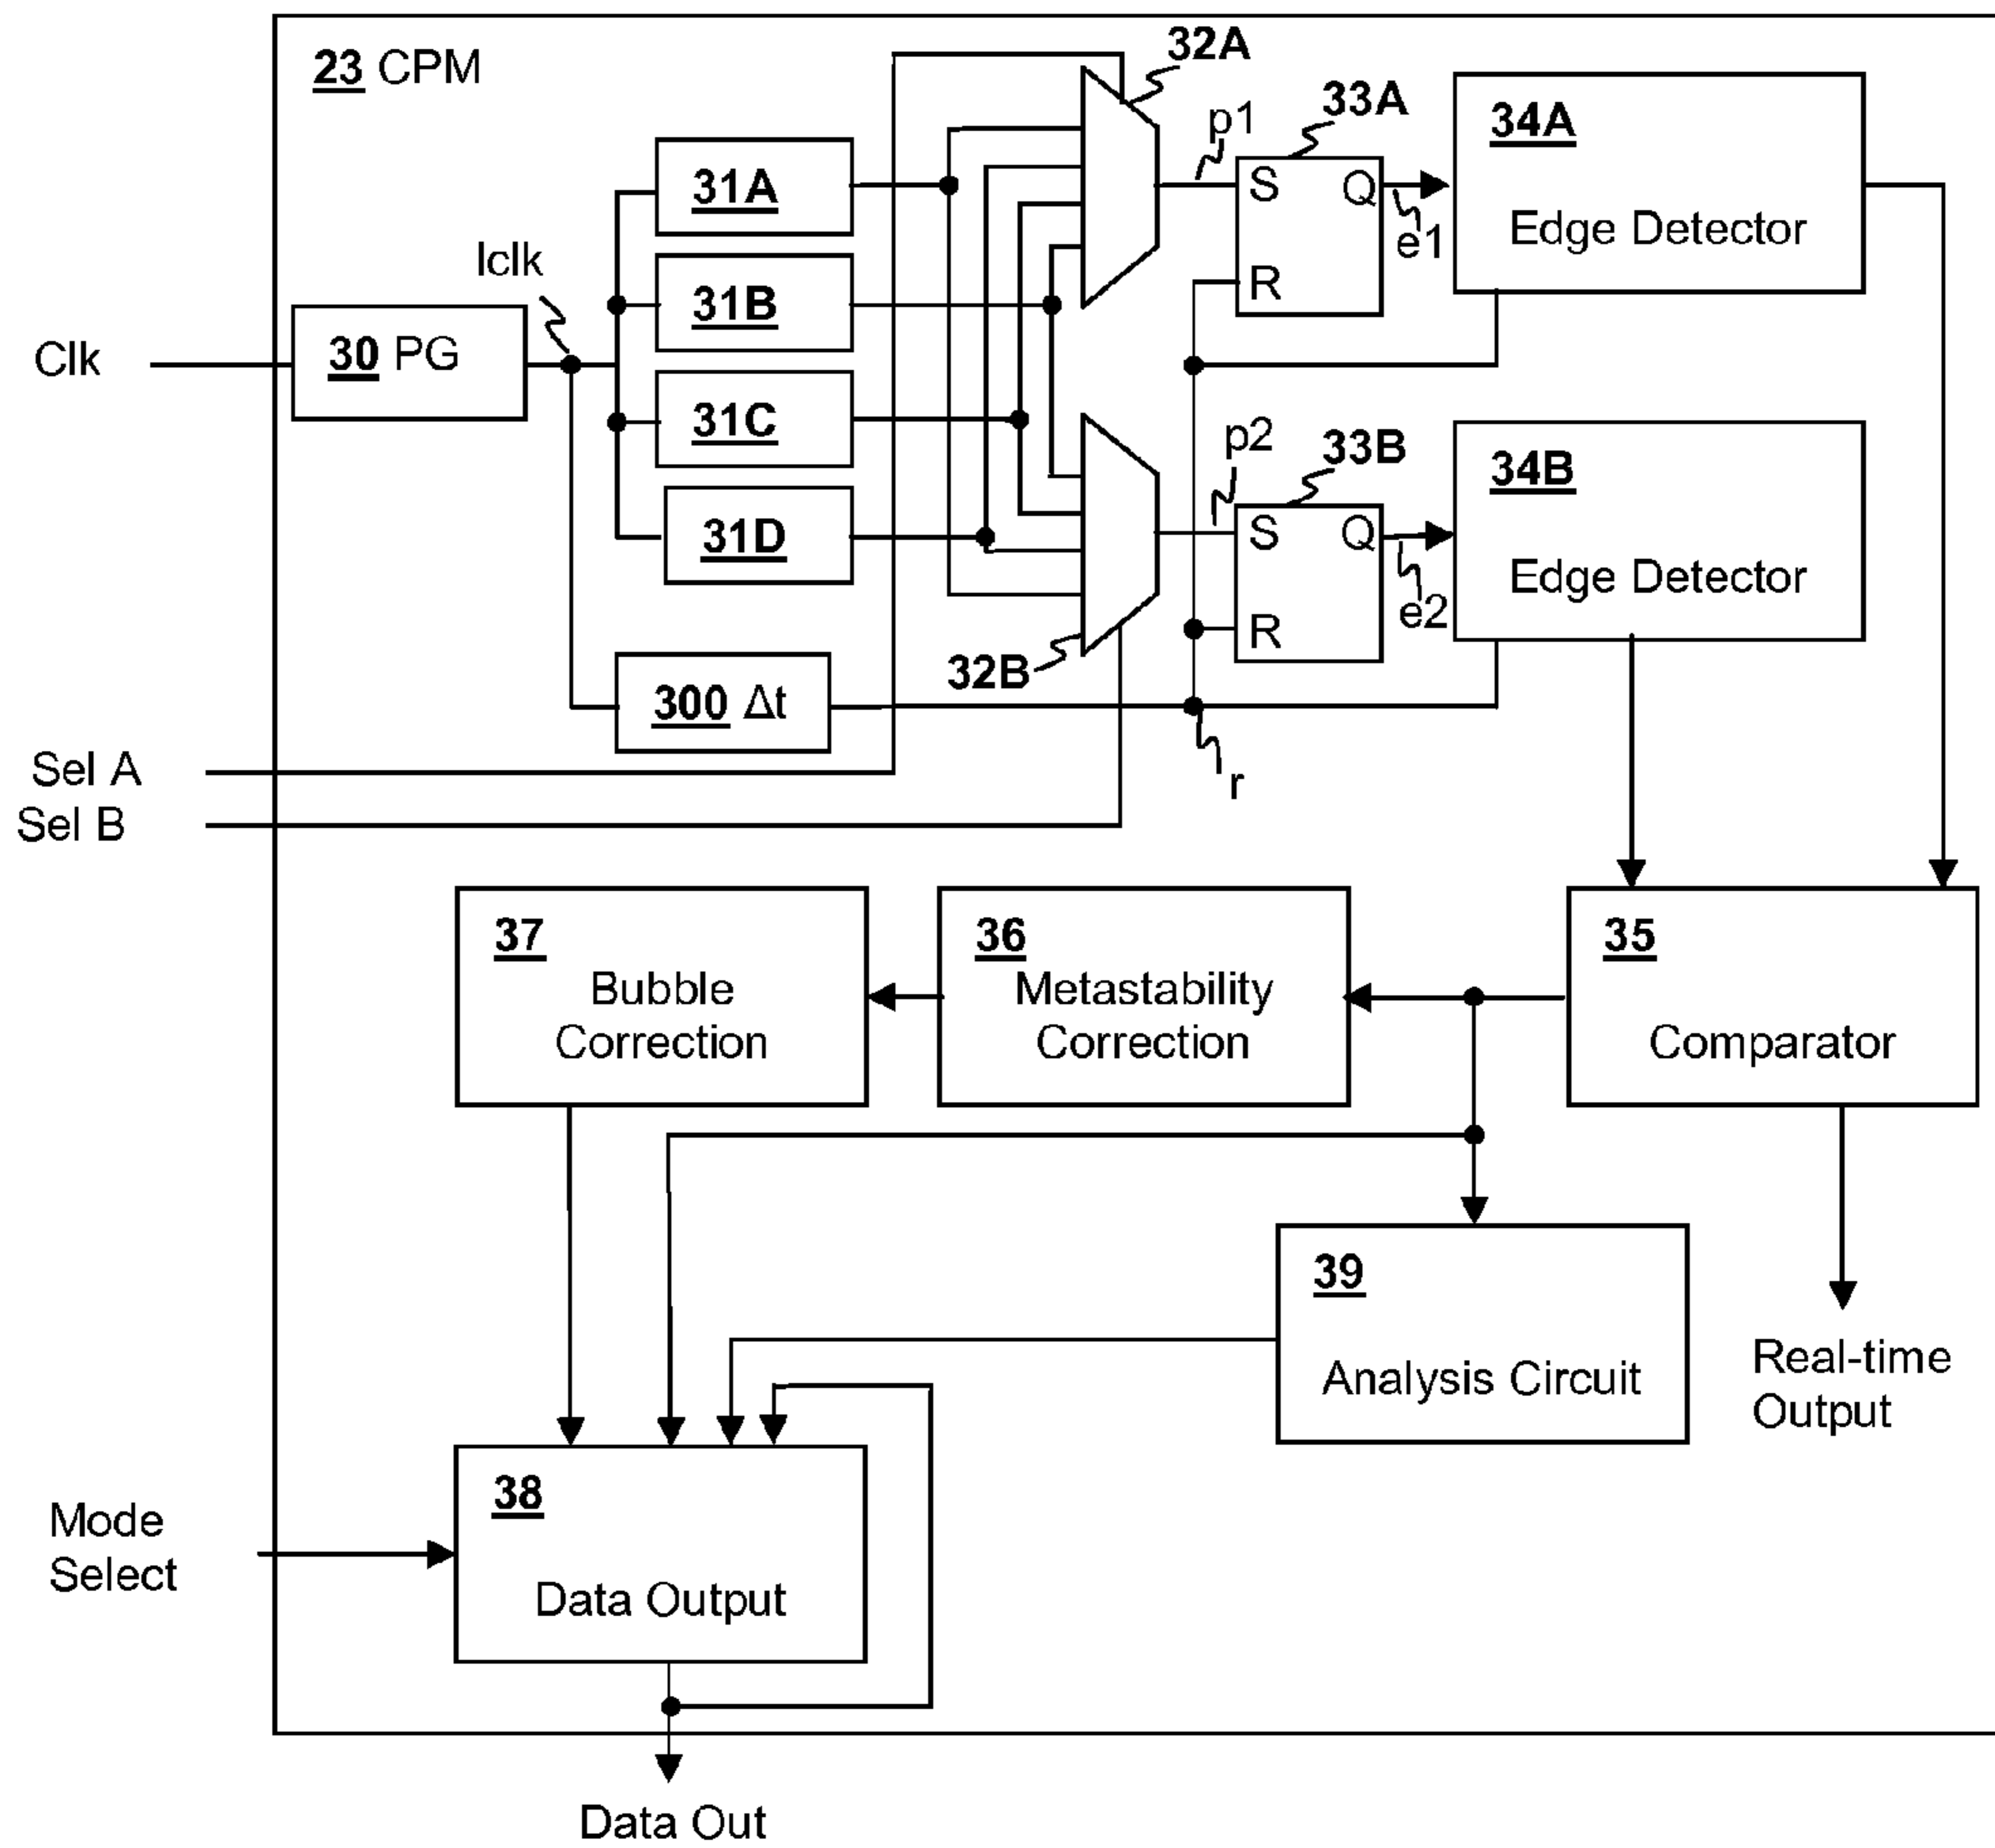 23 CPM
32A
p1
33A
34A
31A
S
Q
Edge Detector
e1
Iclk
R
31B
Clk
30 PG
31C
p2
33B
34B
S
Q
31D
Edge Detector
e2
R
32B
300 Δt
Sel A
r
Sel B
37
36
35
Bubble
Correction
Metastability
Correction
Comparator
39
Analysis Circuit
Real-time
Output
38
Mode
Select
Data Output
Data Out